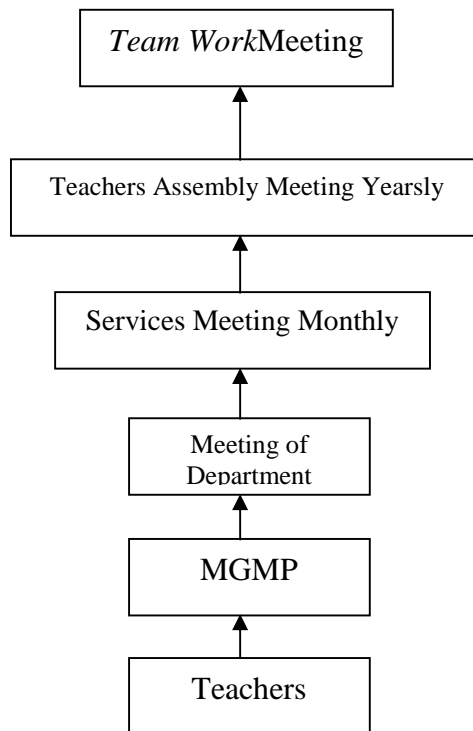 Team WorkMeeting
Teachers Assembly Meeting Yearsly
Services Meeting Monthly
Meeting of
Department
MGMP
Teachers